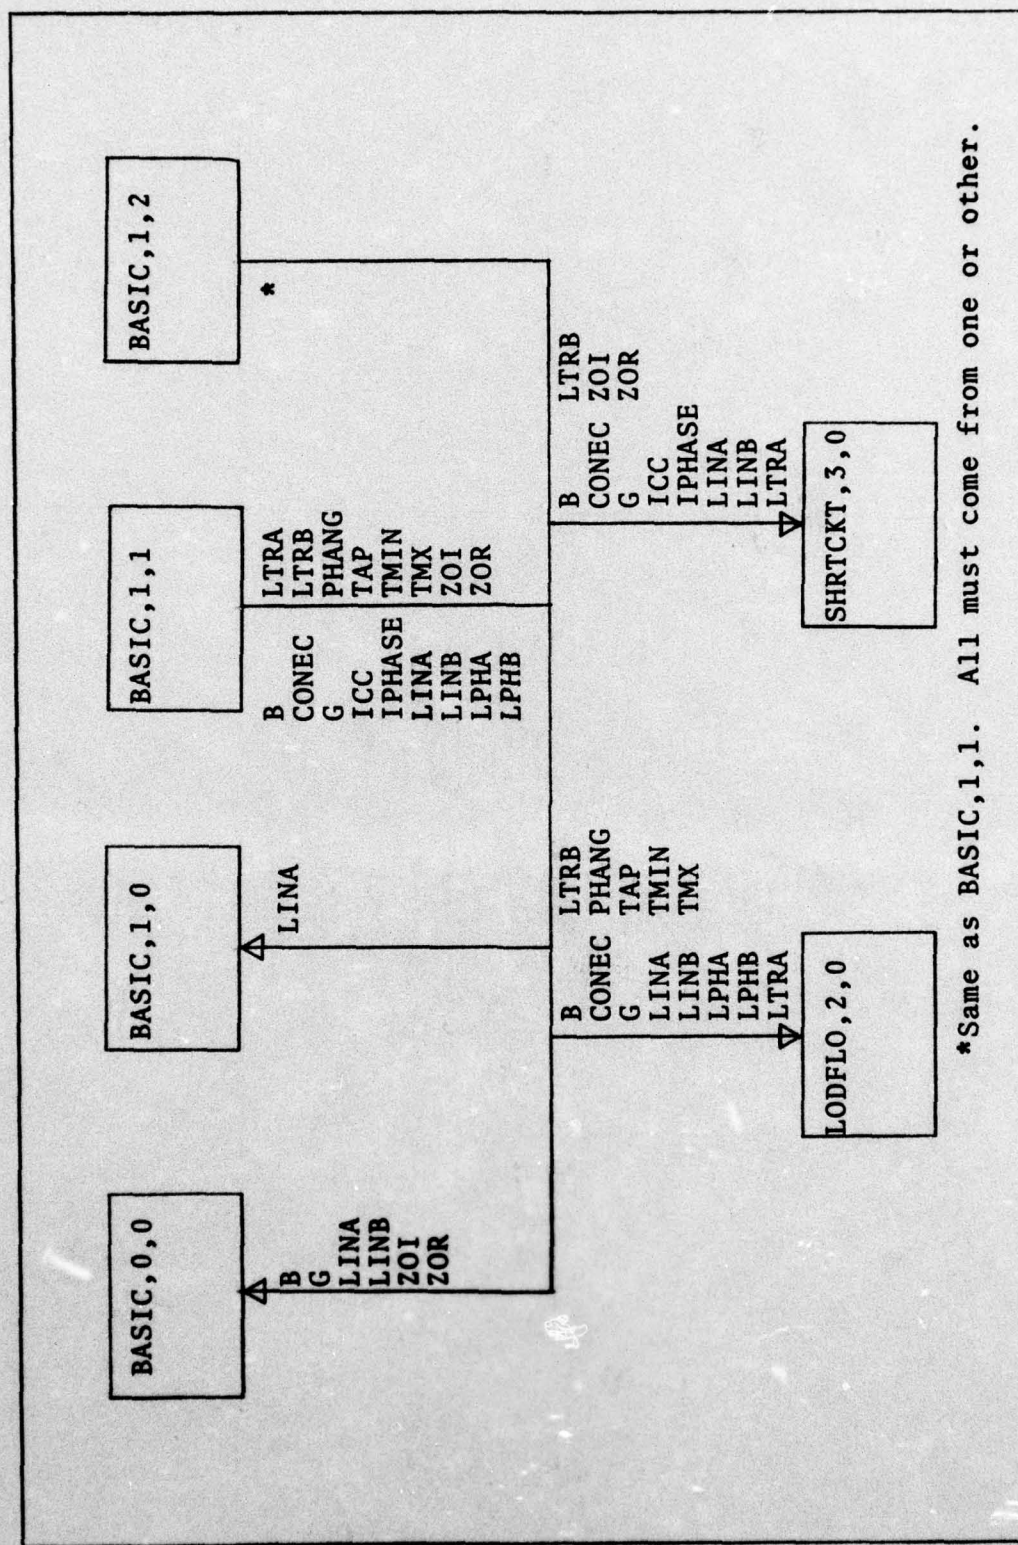 BASIC,0,0
BASIC,1,0
BASIC,1,1
BASIC,1,2
B
G
LINA
LINB
ZOI
ZOR
LINA
B
CONEC
G
ICC
IPHASE
LINA
LINB
LPHA
LPHB
LTRA
LTRB
PHANG
TAP
TMIN
TMX
ZOI
ZOR
*
B LTRB
CONEC PHANG
G TAP
LINA TMIN
LINB TMX
LPHA
LPHB
LTRA
B LTRB
CONEC ZOI
G ZOR
ICC
IPHASE
LINA
LINB
LTRA
LODFLO,2,0
SHRTCKT,3,0
*Same as BASIC,1,1. All must come from one or other.